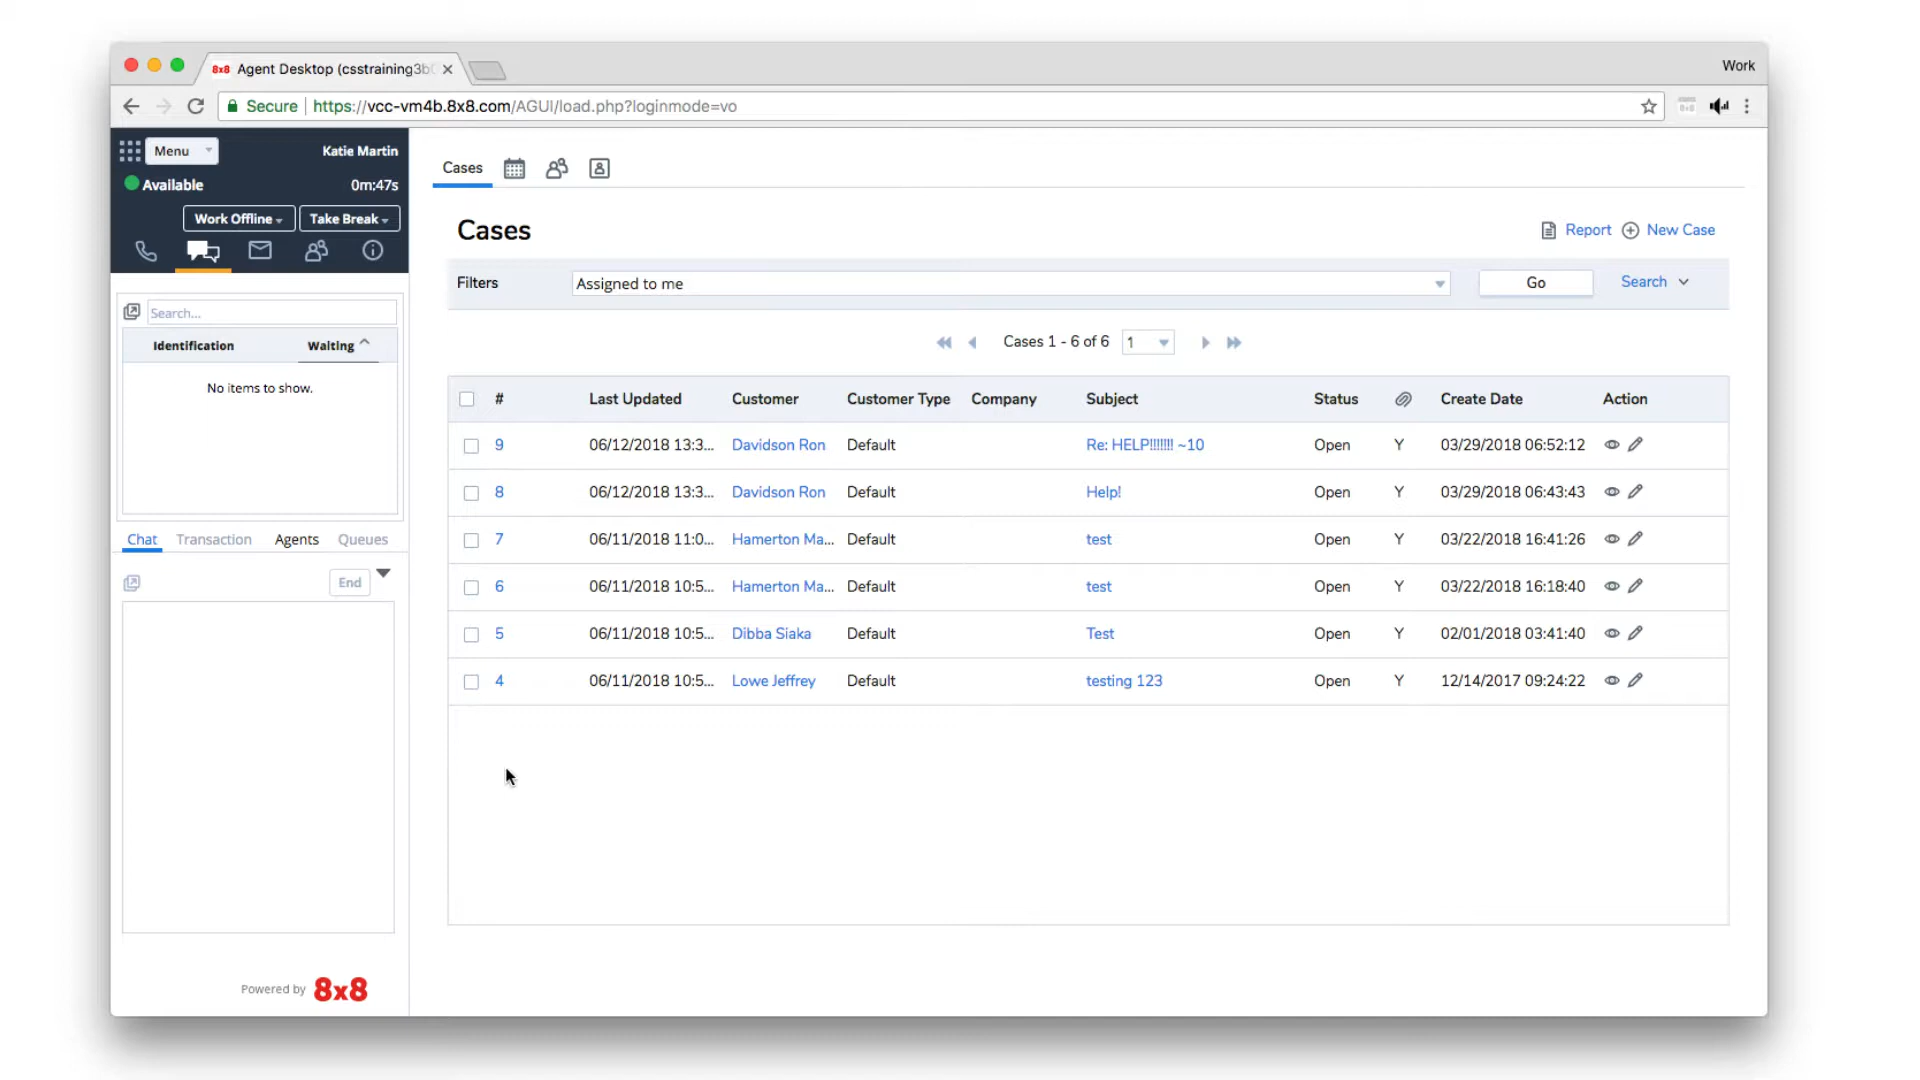 8x8 Agent Desktop (csstraining3b
Work
Secure https://vcc-vm4b.8x8.com/AGUI/load.php?loginmode=vo
Menu
Katie Martin
Available
0m:47s
Work Offline
Take Break
Search...
Identification
Waiting
No items to show.
Chat
Transaction
Agents
Queues
End
Powered by 8x8
Cases
Cases
Report
New Case
Filters
Assigned to me
Go
Search
Cases 1 - 6 of 6
1
# Last Updated Customer Customer Type Company Subject Status Create Date Action
9 06/12/2018 13:3... Davidson Ron Default Re: HELP!!!!!!! ~10 Open Y 03/29/2018 06:52:12
8 06/12/2018 13:3... Davidson Ron Default Help! Open Y 03/29/2018 06:43:43
7 06/11/2018 11:0... Hamerton Ma... Default test Open Y 03/22/2018 16:41:26
6 06/11/2018 10:5... Hamerton Ma... Default test Open Y 03/22/2018 16:18:40
5 06/11/2018 10:5... Dibba Siaka Default Test Open Y 02/01/2018 03:41:40
4 06/11/2018 10:5... Lowe Jeffrey Default testing 123 Open Y 12/14/2017 09:24:22